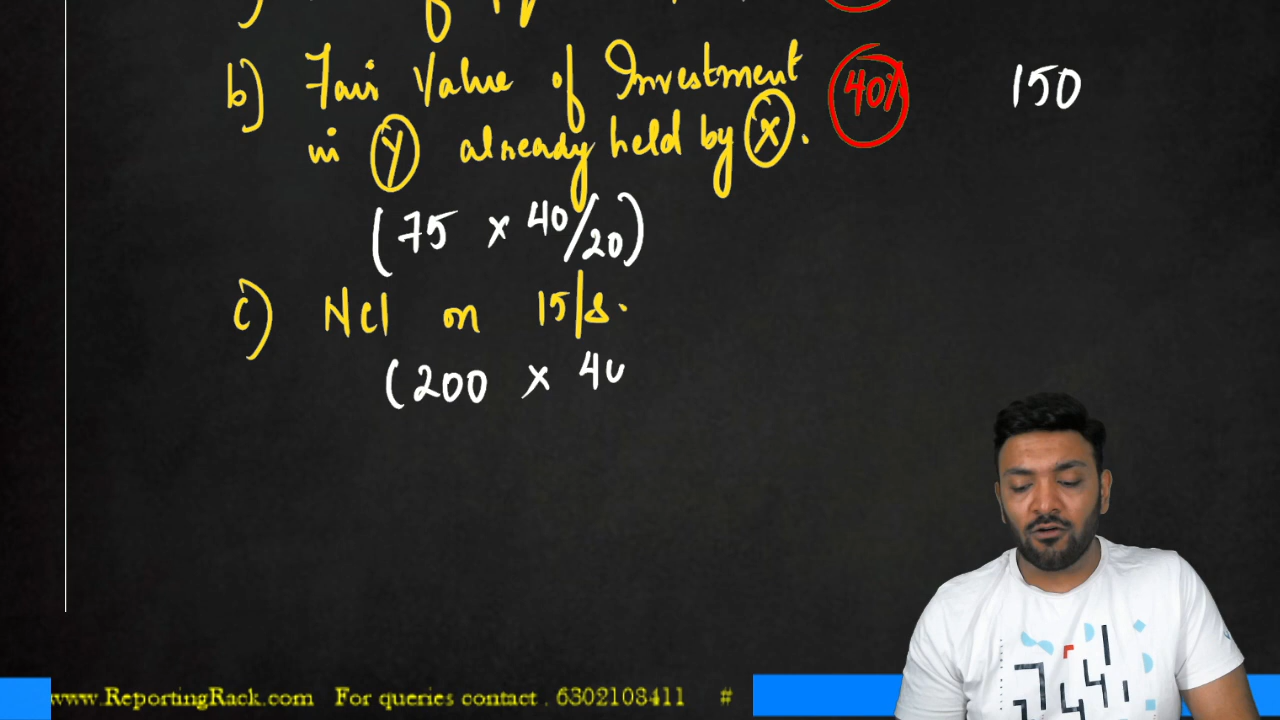 b) Fair Value of Investment 40% 150
in Y already held by X.
(75 x 40/20)
c) NCI on 15/8.
(200 x 40
www.ReportingRack.com For queries contact . 6302108411 #